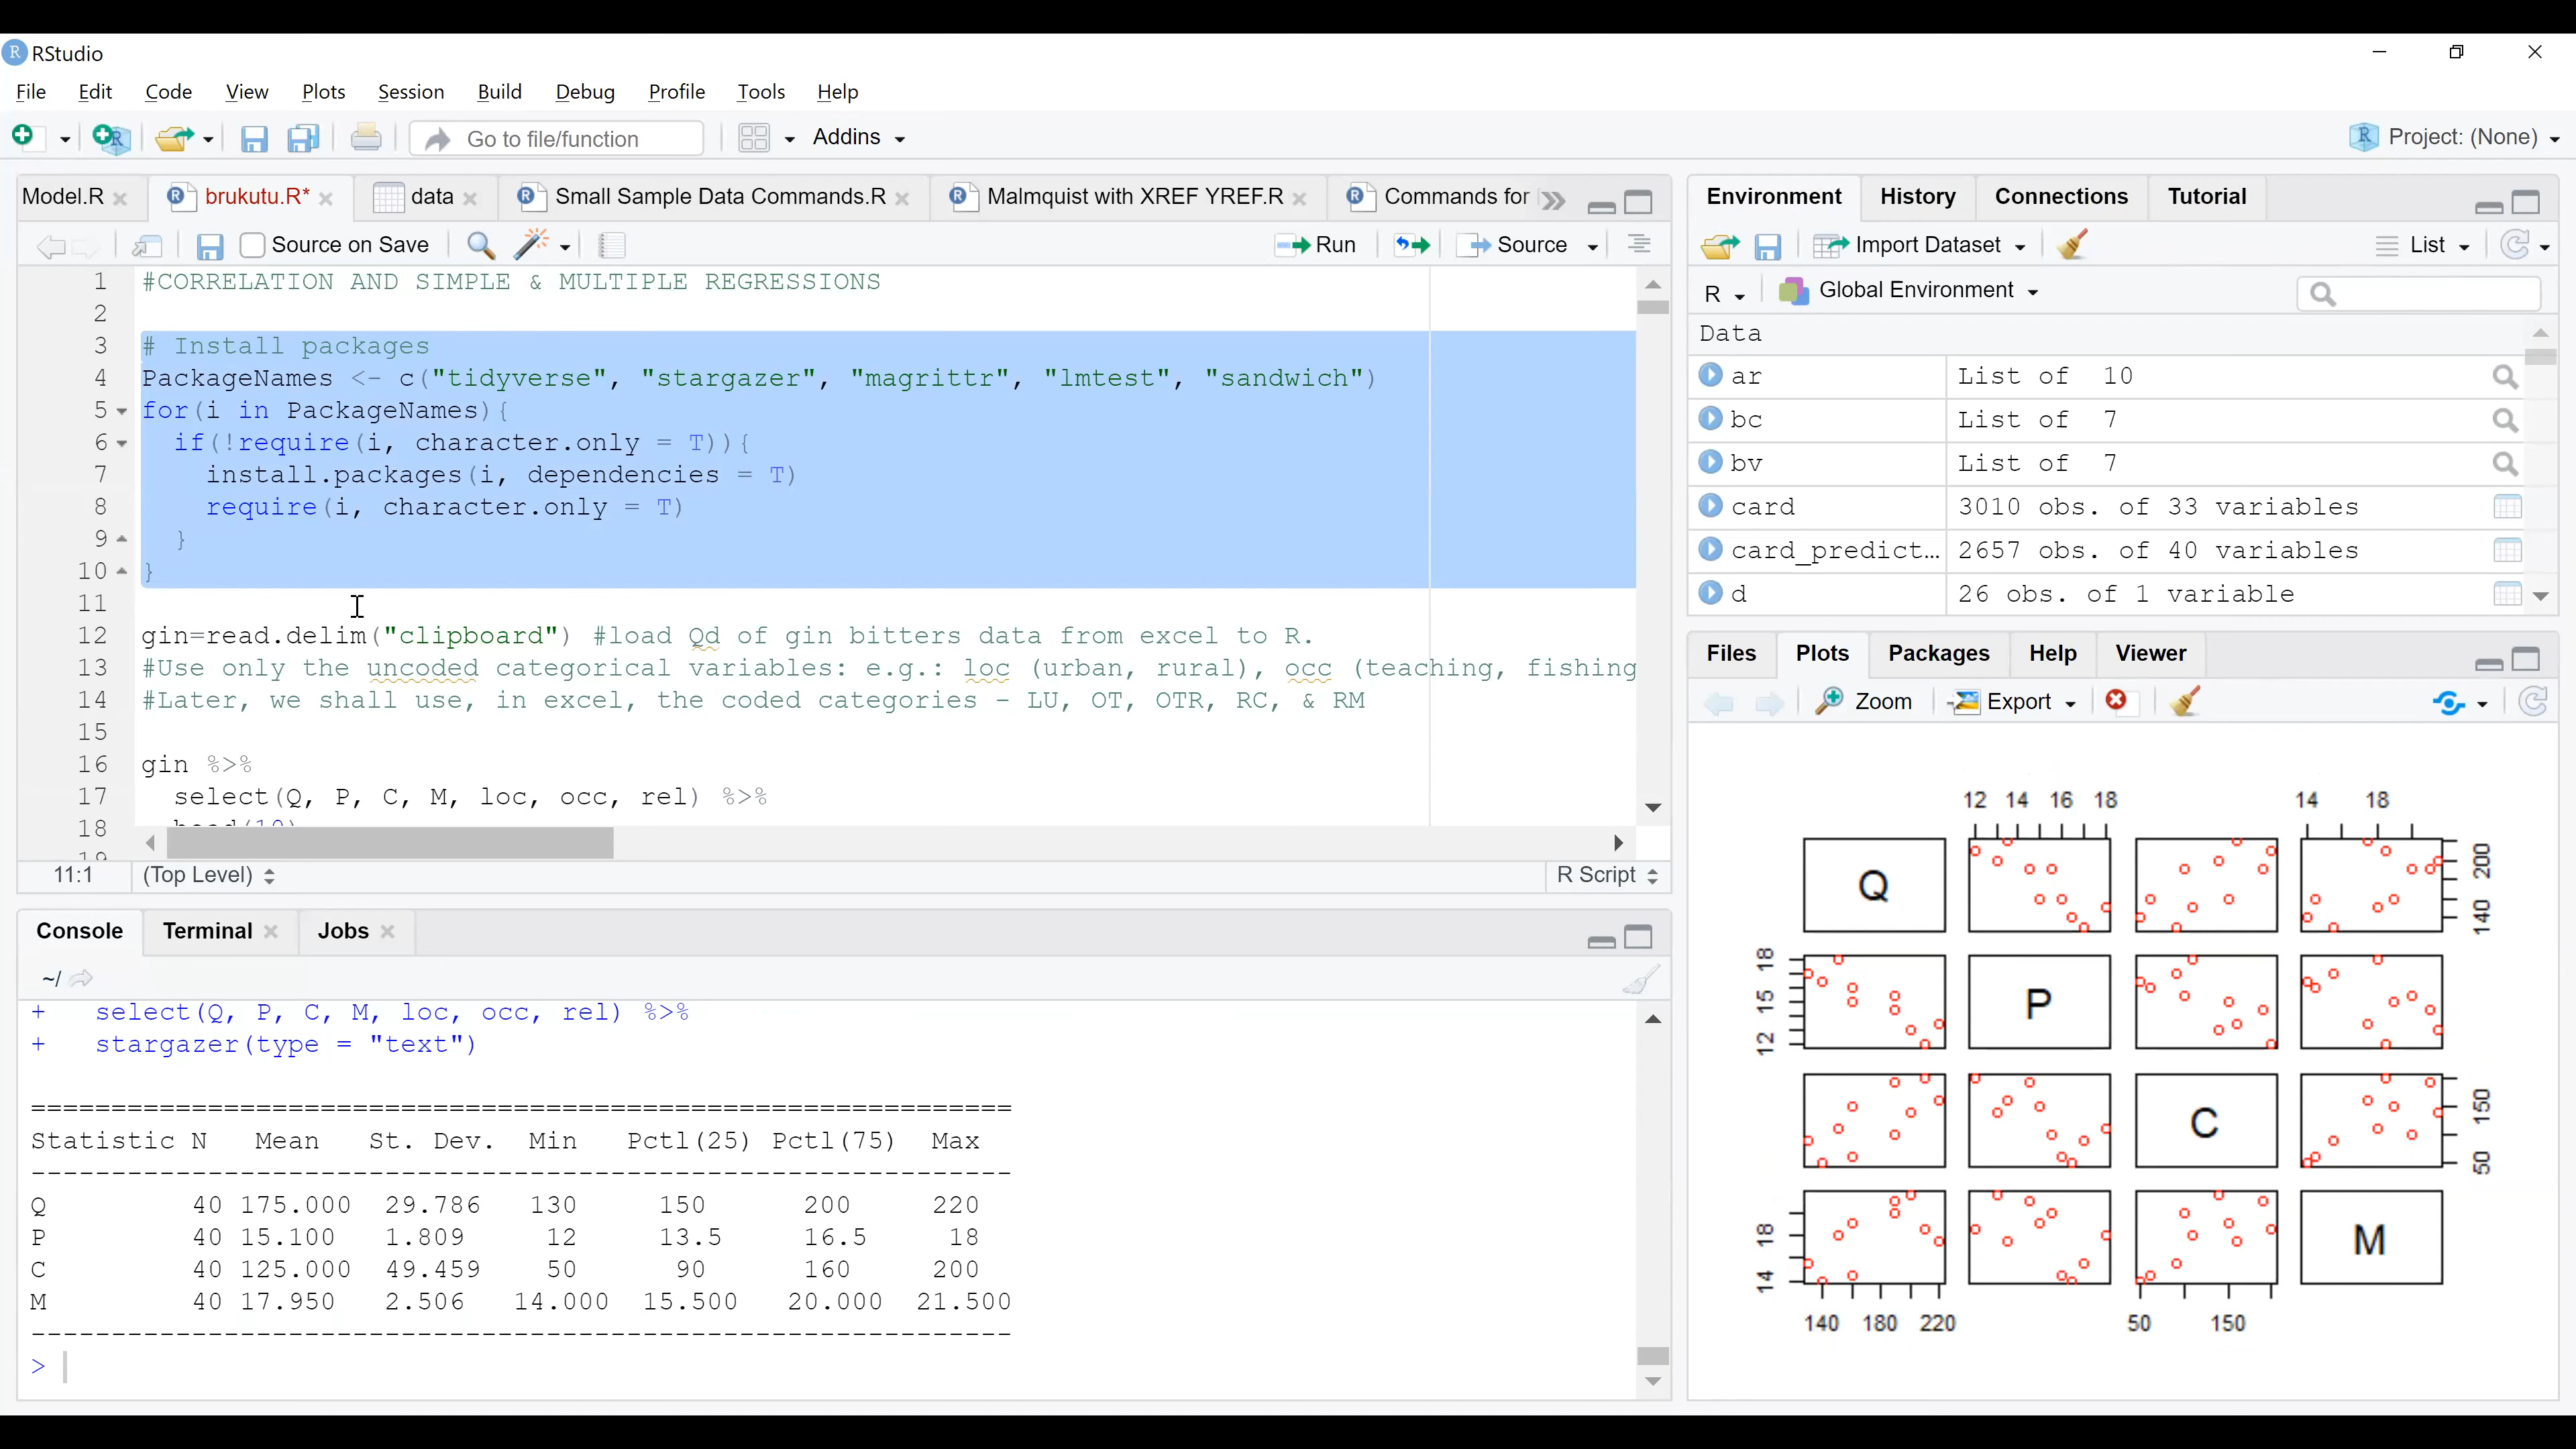 RStudio
File Edit Code View Plots Session Build Debug Profile Tools Help
Go to file/function Addins Project: (None)
Model.R brukutu.R* data Small Sample Data Commands.R Malmquist with XREF YREF.R Commands for
Source on Save Run Source
1 #CORRELATION AND SIMPLE & MULTIPLE REGRESSIONS
2
3 # Install packages
4 PackageNames <- c("tidyverse", "stargazer", "magrittr", "lmtest", "sandwich")
5 for(i in PackageNames){
6 if(!require(i, character.only = T)){
7 install.packages(i, dependencies = T)
8 require(i, character.only = T)
9 }
10 }
11
12 gin=read.delim("clipboard") #load Qd of gin bitters data from excel to R.
13 #Use only the uncoded categorical variables: e.g.: loc (urban, rural), occ (teaching, fishing
14 #Later, we shall use, in excel, the coded categories - LU, OT, OTR, RC, & RM
15
16 gin %>%
17 select(Q, P, C, M, loc, occ, rel) %>%
18
11:1 (Top Level) R Script
Console Terminal Jobs
~/
+ select(Q, P, C, M, loc, occ, rel) %>%
+ stargazer(type = "text")
=============================================================
Statistic N Mean St. Dev. Min Pctl(25) Pctl(75) Max
-------------------------------------------------------------
Q 40 175.000 29.786 130 150 200 220
P 40 15.100 1.809 12 13.5 16.5 18
C 40 125.000 49.459 50 90 160 200
M 40 17.950 2.506 14.000 15.500 20.000 21.500
-------------------------------------------------------------
>
Environment History Connections Tutorial
Import Dataset List
R Global Environment
Data
ar List of 10
bc List of 7
bv List of 7
card 3010 obs. of 33 variables
card_predict… 2657 obs. of 40 variables
d 26 obs. of 1 variable
Files Plots Packages Help Viewer
Zoom Export
12 14 16 18 14 18
Q 140 200
12 15 18 P
C 50 150
14 18 M
140 180 220 50 150